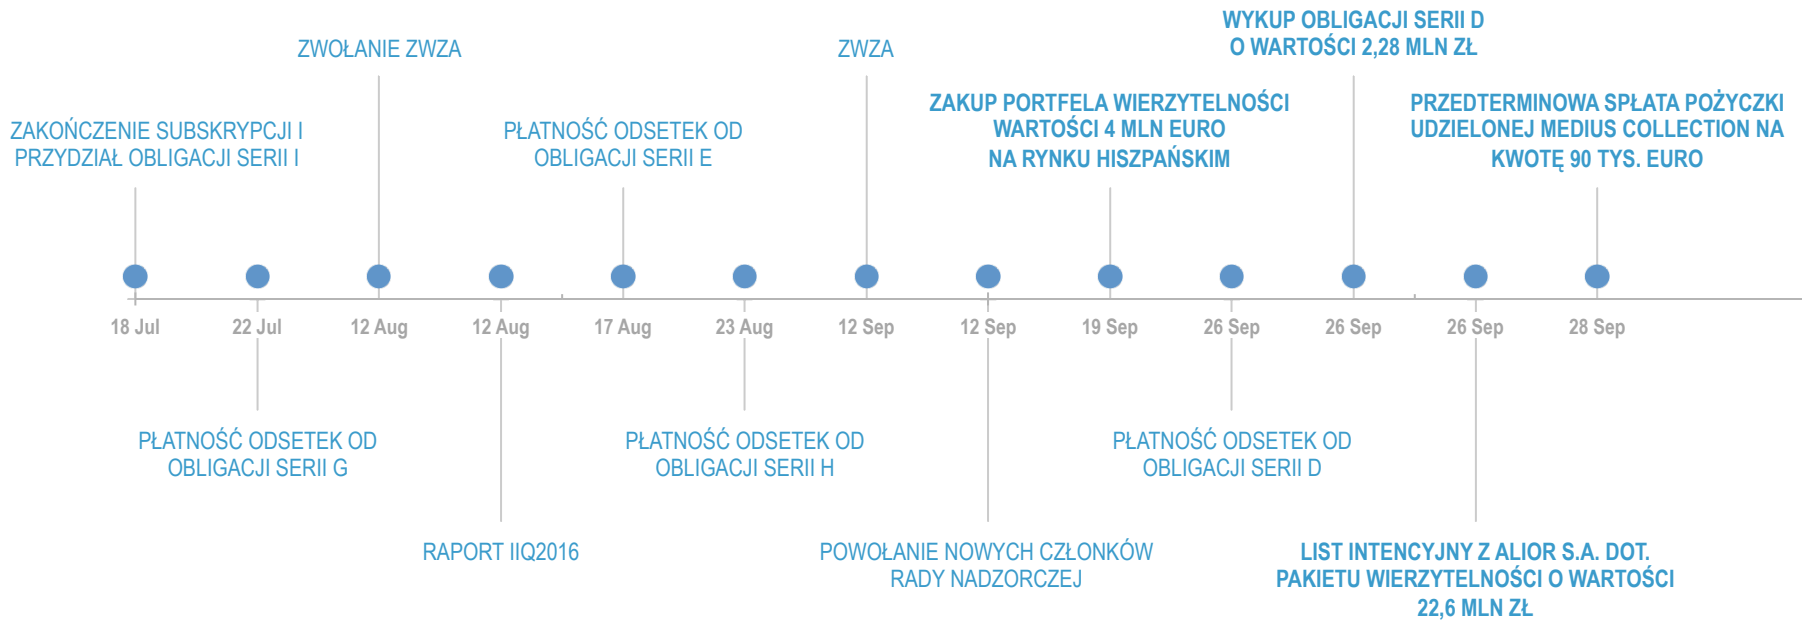 WYKUP OBLIGACJI SERII D
O WARTOŚCI 2,28 MLN ZŁ
ZWOŁANIE ZWZA
ZWZA
ZAKOŃCZENIE SUBSKRYPCJI I
PRZYDZIAŁ OBLIGACJI SERII I
PŁATNOŚĆ ODSETEK OD
OBLIGACJI SERII E
ZAKUP PORTFELA WIERZYTELNOŚCI
WARTOŚCI 4 MLN EURO
NA RYNKU HISZPAŃSKIM
PRZEDTERMINOWA SPŁATA POŻYCZKI
UDZIELONEJ MEDIUS COLLECTION NA
KWOTĘ 90 TYS. EURO
18 Jul
22 Jul
12 Aug
12 Aug
17 Aug
23 Aug
12 Sep
12 Sep
19 Sep
26 Sep
26 Sep
26 Sep
28 Sep
PŁATNOŚĆ ODSETEK OD
OBLIGACJI SERII G
PŁATNOŚĆ ODSETEK OD
OBLIGACJI SERII H
PŁATNOŚĆ ODSETEK OD
OBLIGACJI SERII D
RAPORT IIQ2016
POWOŁANIE NOWYCH CZŁONKÓW
RADY NADZORCZEJ
LIST INTENCYJNY Z ALIOR S.A. DOT.
PAKIETU WIERZYTELNOŚCI O WARTOŚCI
22,6 MLN ZŁ